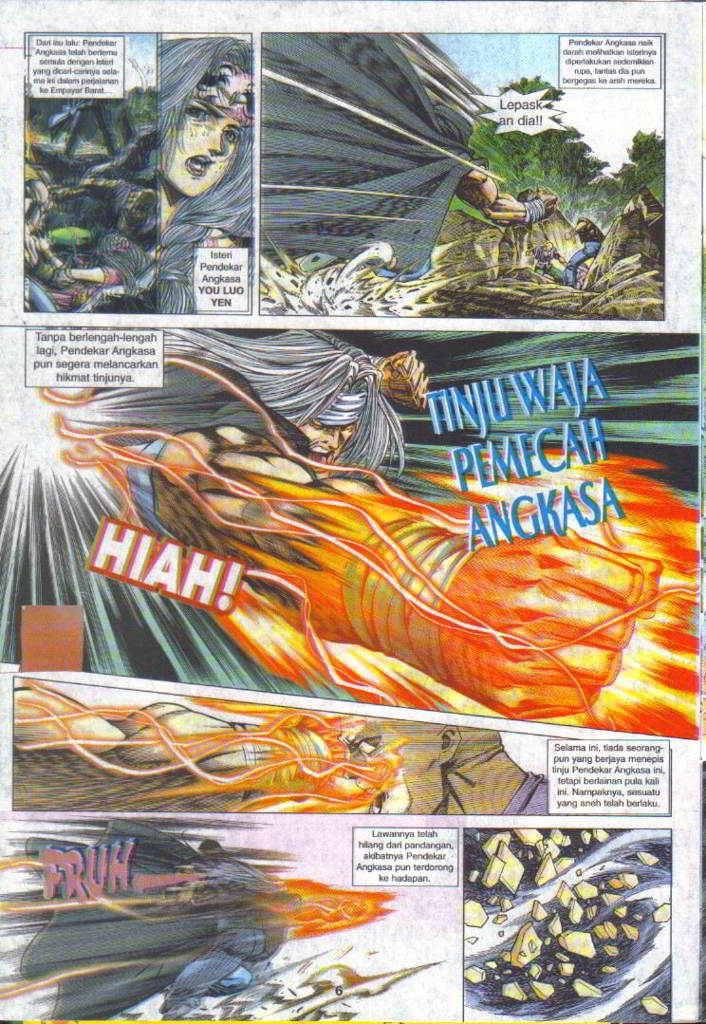 Dari isu lalu: Pendekar
Angkasa telah bertemu
semula dengan isteri
yang dicari-carinya sela-
ma ini dalam perjalanan
ke Empayar Barat....
Isteri
Pendekar
Angkasa
YOU LUO
YEN
Pendekar Angkasa naik
darah melihatkan isterinya
diperlakukan sedemikian
rupa, lantas dia pun
bergegas ke arah mereka.
Lepask
an dia!!
Tanpa berlengah-lengah
lagi, Pendekar Angkasa
pun segera melancarkan
hikmat tinjunya.
TINJU WAJA
PEMECAH
ANGKASA
HIAH!
Selama ini, tiada seorang-
pun yang berjaya menepis
tinju Pendekar Angkasa ini,
tetapi berlainan pula kali
ini. Nampaknya, sesuatu
yang aneh telah berlaku.
PRUH
Lawannya telah
hilang dari pandangan,
akibatnya Pendekar
Angkasa pun terdorong
ke hadapan.
6